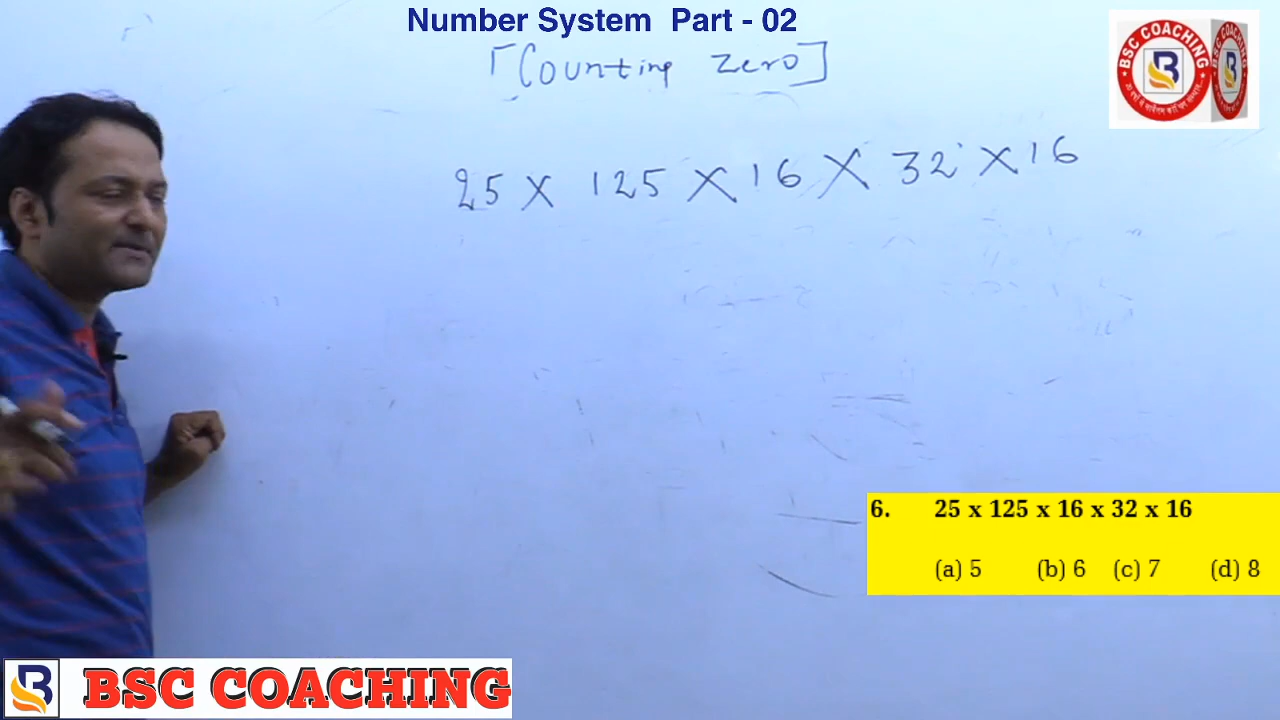 Number System Part - 02
[Counting zero]
BSC COACHING
25 X 125 X 16 X 32 X 16
6. 25 x 125 x 16 x 32 x 16
(a) 5 (b) 6 (c) 7 (d) 8
BSC COACHING